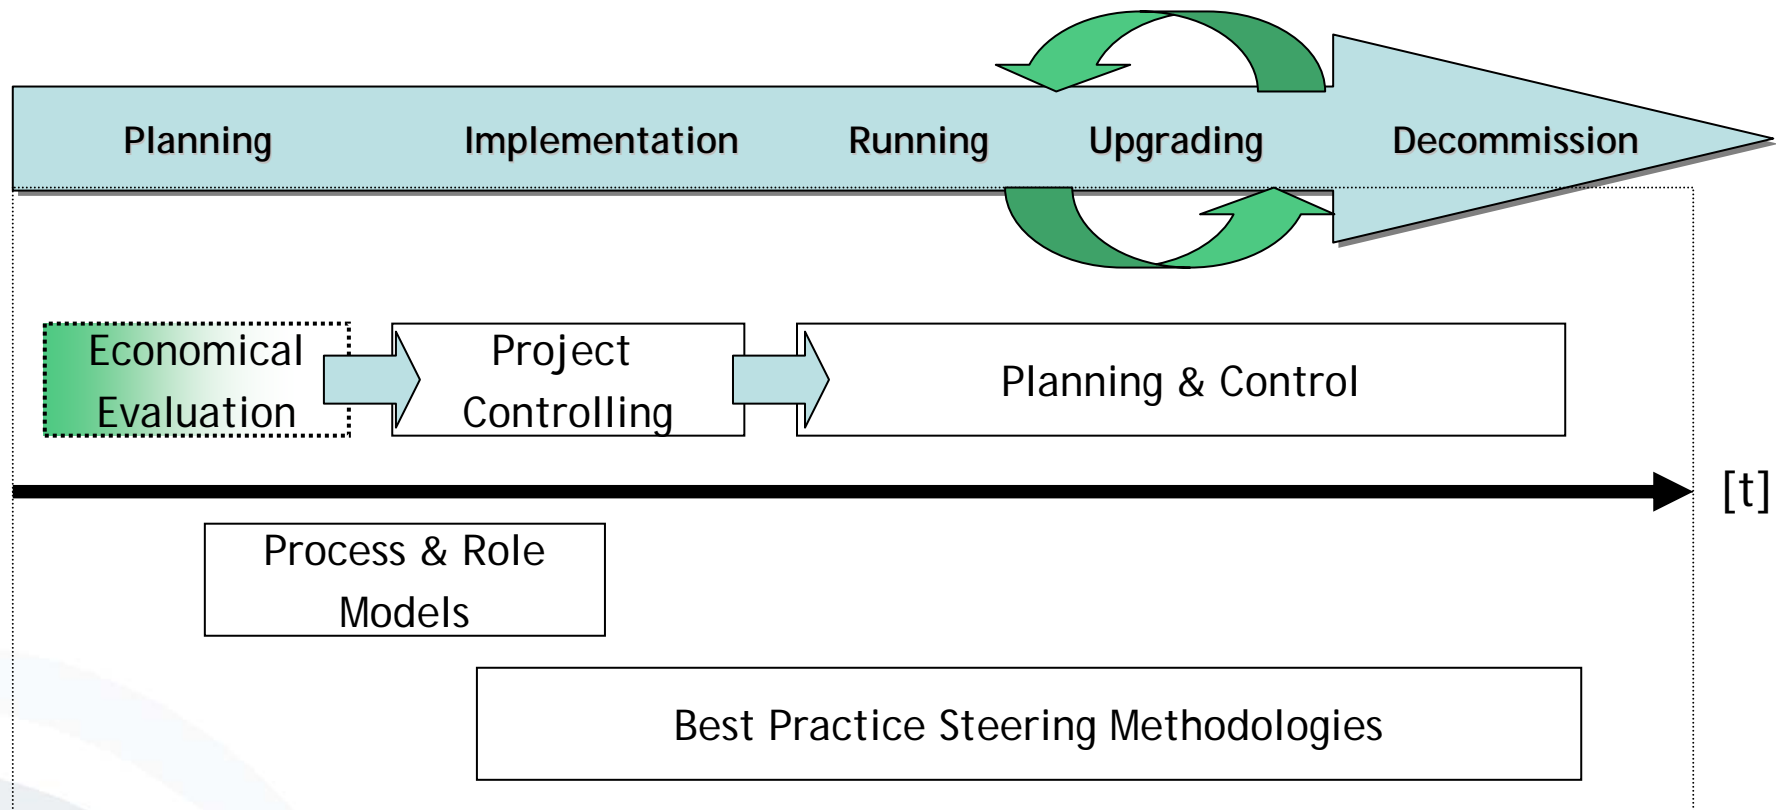 Planning Implementation Running Upgrading Decommission
Economical
Evaluation
Project
Controlling
Planning & Control
[t]
Process & Role
Models
Best Practice Steering Methodologies